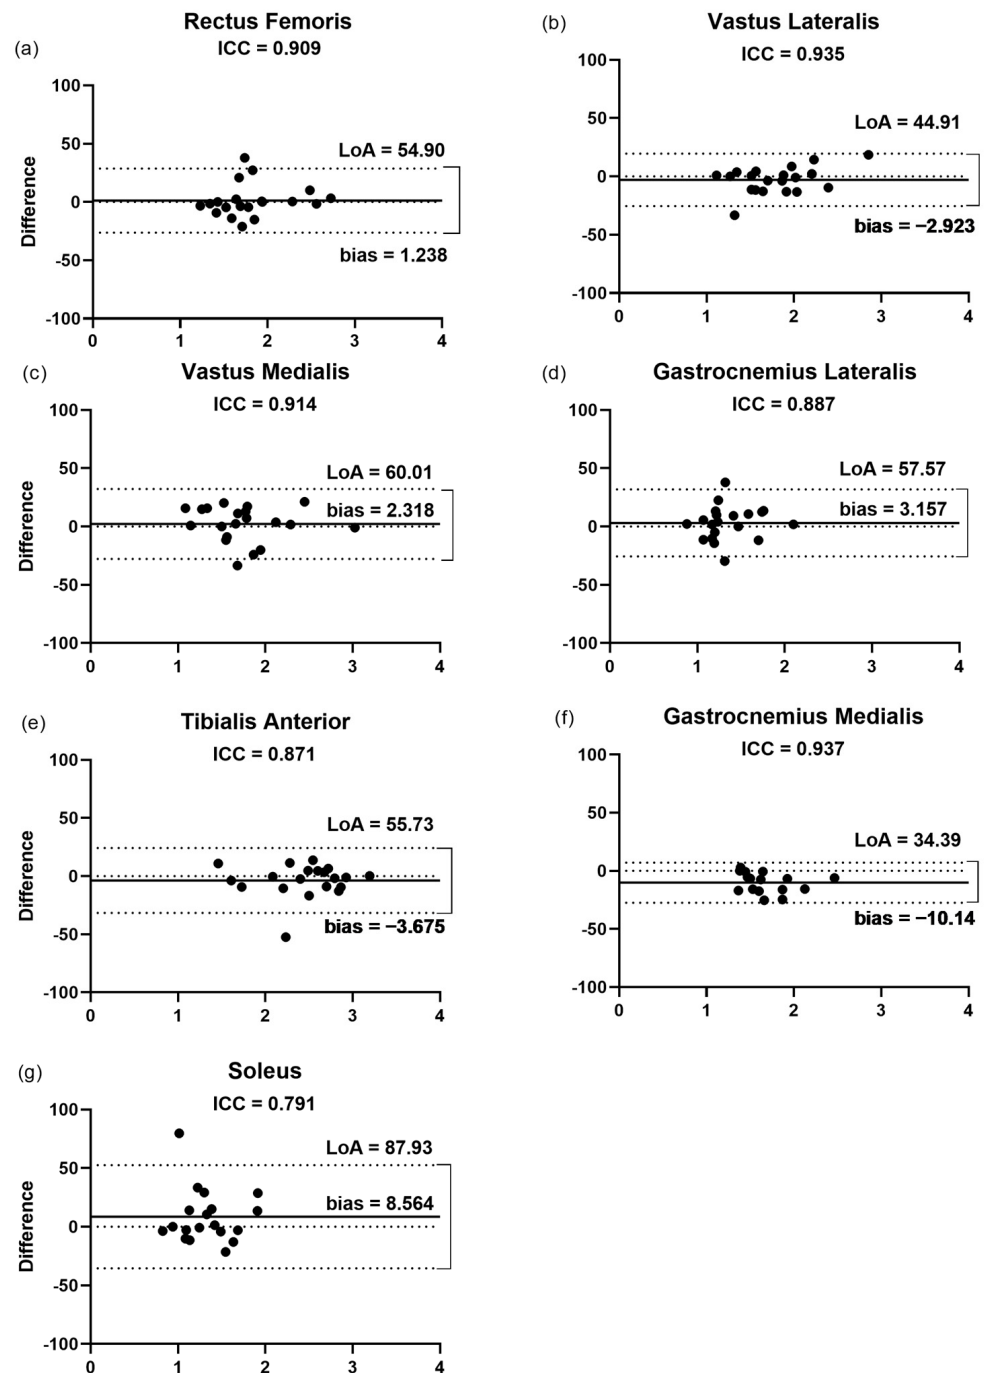 (a)
Rectus Femoris
ICC = 0.909
100
50
0
-50
-100
Difference
LoA = 54.90
bias = 1.238
0 1 2 3 4
(b)
Vastus Lateralis
ICC = 0.935
100
50
0
-50
-100
LoA = 44.91
bias = −2.923
0 1 2 3 4
(c)
Vastus Medialis
ICC = 0.914
100
50
0
-50
-100
Difference
LoA = 60.01
bias = 2.318
0 1 2 3 4
(d)
Gastrocnemius Lateralis
ICC = 0.887
100
50
0
-50
-100
LoA = 57.57
bias = 3.157
0 1 2 3 4
(e)
Tibialis Anterior
ICC = 0.871
100
50
0
-50
-100
Difference
LoA = 55.73
bias = −3.675
0 1 2 3 4
(f)
Gastrocnemius Medialis
ICC = 0.937
100
50
0
-50
-100
LoA = 34.39
bias = −10.14
0 1 2 3 4
(g)
Soleus
ICC = 0.791
100
50
0
-50
-100
Difference
LoA = 87.93
bias = 8.564
0 1 2 3 4